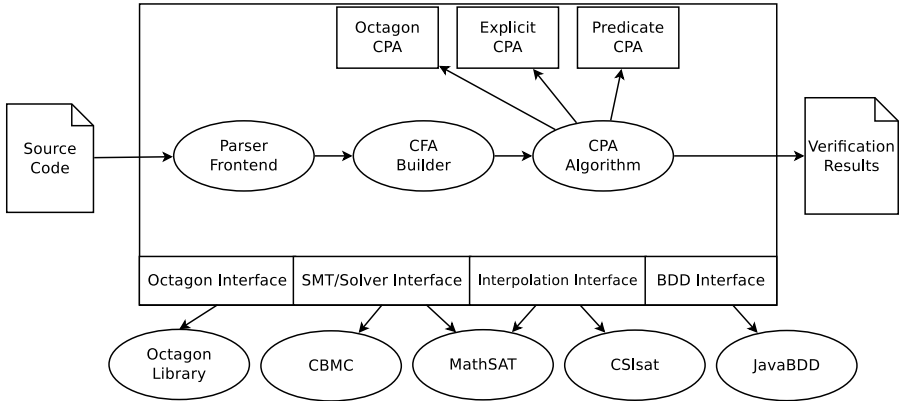 Octagon
CPA
Explicit
CPA
Predicate
CPA
Source
Code
Parser
Frontend
CFA
Builder
CPA
Algorithm
Verification
Results
Octagon Interface
SMT/Solver Interface
Interpolation Interface
BDD Interface
Octagon
Library
CBMC
MathSAT
CSIsat
JavaBDD